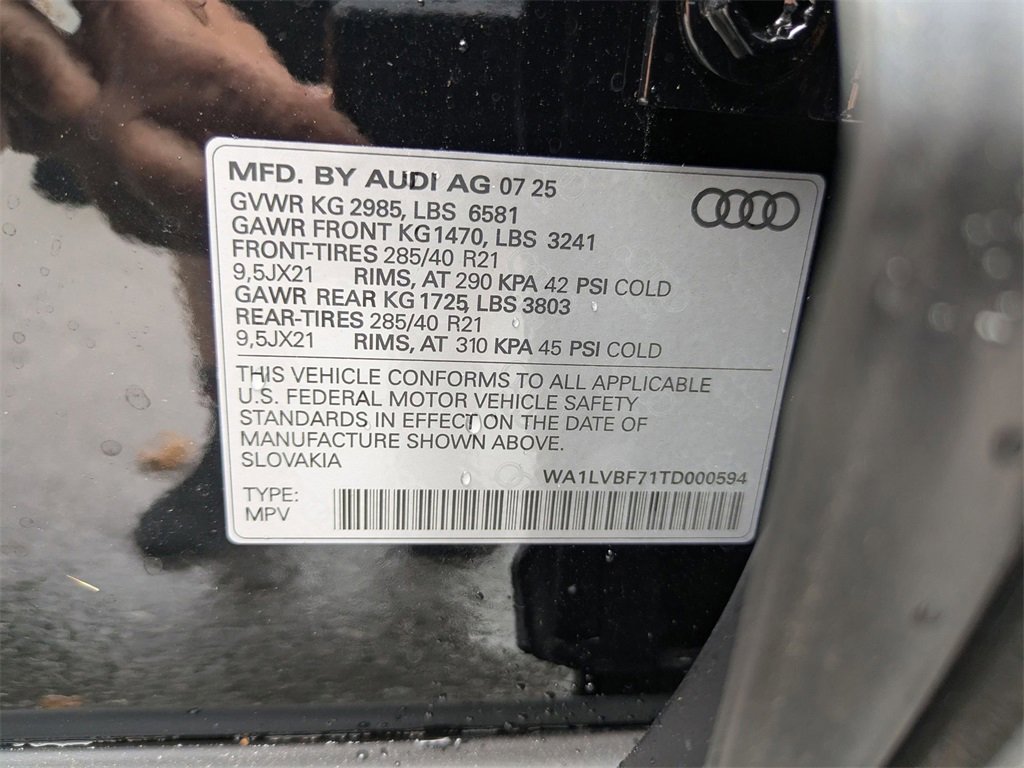 MFD. BY AUDI AG 07 25
GVWR KG 2985, LBS 6581
GAWR FRONT KG1470, LBS 3241
FRONT-TIRES 285/40 R21
9,5JX21 RIMS, AT 290 KPA 42 PSI COLD
GAWR REAR KG 1725, LBS 3803
REAR-TIRES 285/40 R21
9,5JX21 RIMS, AT 310 KPA 45 PSI COLD
THIS VEHICLE CONFORMS TO ALL APPLICABLE
U.S. FEDERAL MOTOR VEHICLE SAFETY
STANDARDS IN EFFECT ON THE DATE OF
MANUFACTURE SHOWN ABOVE.
SLOVAKIA
WA1LVBF71TD000594
TYPE:
MPV